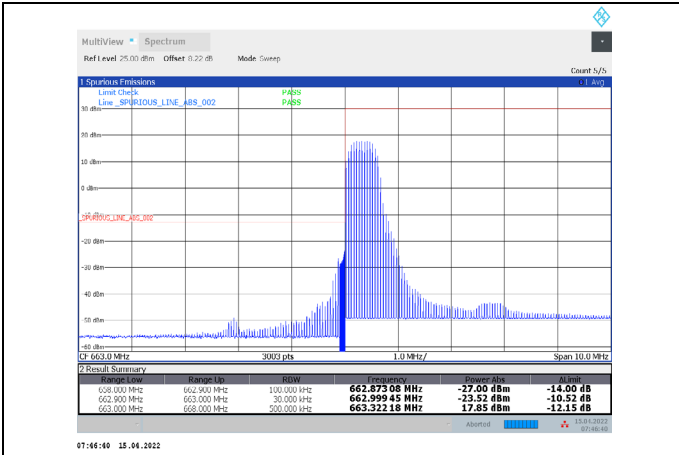 MultiView Spectrum
Ref Level 25.00 dBm Offset 8.22 dB Mode Sweep
Count 5/5
1 Spurious Emissions 1 Avg
Limit Check PASS
Line _SPURIOUS_LINE_ABS_002 PASS
30 dBm
20 dBm
10 dBm
0 dBm
_SPURIOUS_LINE_ABS_002
-20 dBm
-30 dBm
-40 dBm
-50 dBm
-60 dBm
CF 663.0 MHz 3003 pts 1.0 MHz/ Span 10.0 MHz
2 Result Summary
Range Low Range Up RBW Frequency Power Abs ΔLimit
658.000 MHz 662.900 MHz 100.000 kHz 662.87308 MHz -27.00 dBm -14.00 dB
662.900 MHz 663.000 MHz 30.000 kHz 662.99945 MHz -23.52 dBm -10.52 dB
663.000 MHz 668.000 MHz 500.000 kHz 663.32218 MHz 17.85 dBm -12.15 dB
Aborted 15.04.2022
07:46:40
07:46:40 15.04.2022